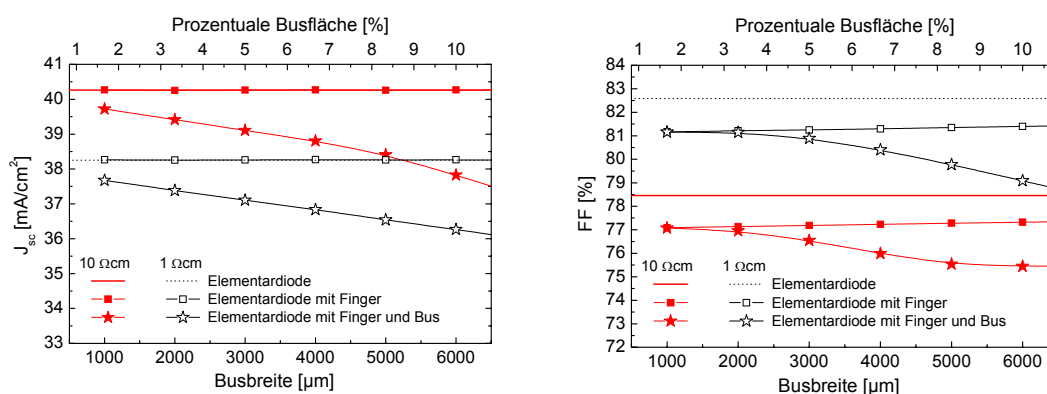 Prozentuale Busfläche [%]
1 2 3 4 5 6 7 8 9 10
41
40
39
38
37
36
35
34
33
J_sc [mA/cm²]
10 Ωcm 1 Ωcm
Elementardiode
Elementardiode mit Finger
Elementardiode mit Finger und Bus
1000 2000 3000 4000 5000 6000
Busbreite [µm]
Prozentuale Busfläche [%]
1 2 3 4 5 6 7 8 9 10
84
83
82
81
80
79
78
77
76
75
74
73
72
FF [%]
10 Ωcm 1 Ωcm
Elementardiode
Elementardiode mit Finger
Elementardiode mit Finger und Bus
1000 2000 3000 4000 5000 6000
Busbreite [µm]